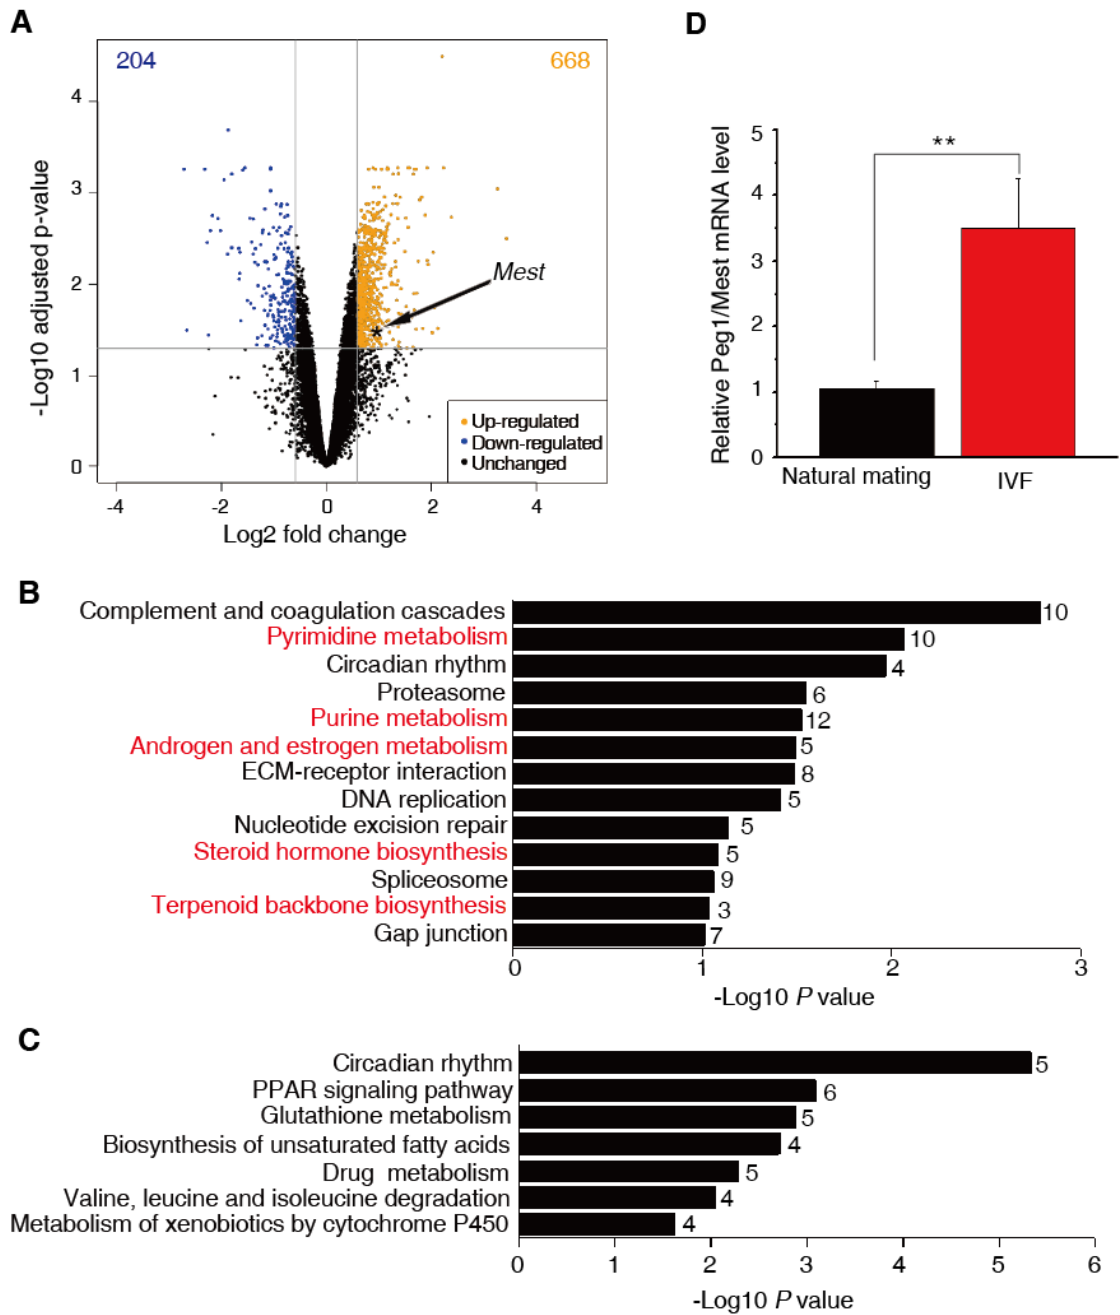 A
204
668
4
3
2
1
0
-Log10 adjusted p-value
Mest
*
Up-regulated
Down-regulated
Unchanged
-4
-2
0
2
4
Log2 fold change
D
**
5
4
3
2
1
0
Relative Peg1/Mest mRNA level
Natural mating
IVF
B
Complement and coagulation cascades 10
Pyrimidine metabolism 10
Circadian rhythm 4
Proteasome 6
Purine metabolism 12
Androgen and estrogen metabolism 5
ECM-receptor interaction 8
DNA replication 5
Nucleotide excision repair 5
Steroid hormone biosynthesis 5
Spliceosome 9
Terpenoid backbone biosynthesis 3
Gap junction 7
0 1 2 3
-Log10 P value
C
Circadian rhythm 5
PPAR signaling pathway 6
Glutathione metabolism 5
Biosynthesis of unsaturated fatty acids 4
Drug metabolism 5
Valine, leucine and isoleucine degradation 4
Metabolism of xenobiotics by cytochrome P450 4
0 1 2 3 4 5 6
-Log10 P value